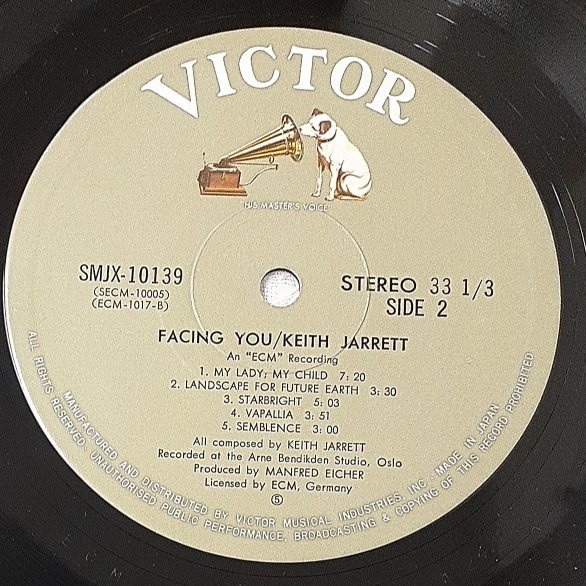 VICTOR
"HIS MASTER'S VOICE"
SMJX-10139
(SECM-10005)
(ECM-1017-B)
STEREO 33 1/3
SIDE 2
FACING YOU/KEITH JARRETT
An "ECM" Recording
1. MY LADY; MY CHILD 7: 20
2. LANDSCAPE FOR FUTURE EARTH 3: 30
3. STARBRIGHT 5: 03
4. VAPALLIA 3: 51
5. SEMBLENCE 3: 00
All composed by KEITH JARRETT
Recorded at the Arne Bendikden Studio, Oslo
Produced by MANFRED EICHER
Licensed by ECM, Germany
⑤
MANUFACTURED AND DISTRIBUTED BY VICTOR MUSICAL INDUSTRIES, INC. MADE IN JAPAN
ALL RIGHTS RESERVED · UNAUTHORISED PUBLIC PERFORMANCE, BROADCASTING & COPYING OF THIS RECORD PROHIBITED